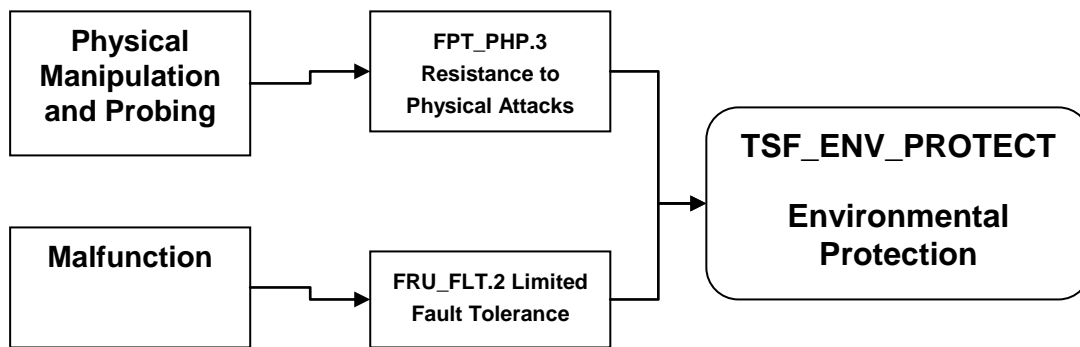 Physical
Manipulation
and Probing
FPT_PHP.3
Resistance to
Physical Attacks
TSF_ENV_PROTECT
Environmental
Protection
Malfunction
FRU_FLT.2 Limited
Fault Tolerance